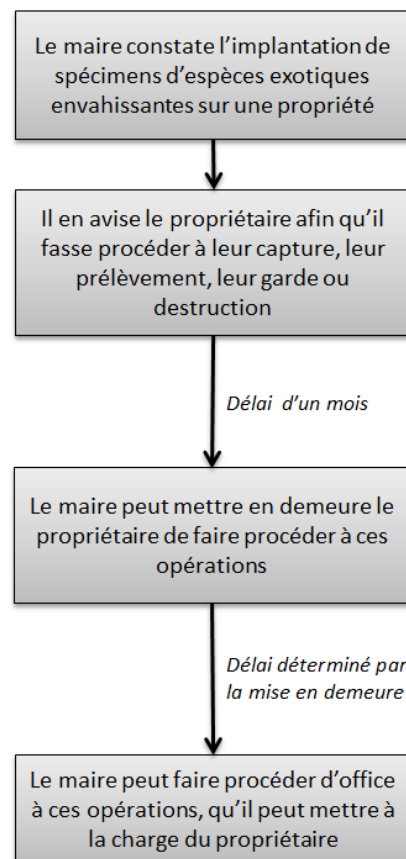 Le maire constate l’implantation de
spécimens d’espèces exotiques
envahissantes sur une propriété
Il en avise le propriétaire afin qu’il
fasse procéder à leur capture, leur
prélèvement, leur garde ou
destruction
Délai d’un mois
Le maire peut mettre en demeure le
propriétaire de faire procéder à ces
opérations
Délai déterminé par
la mise en demeure
Le maire peut faire procéder d’office
à ces opérations, qu’il peut mettre à
la charge du propriétaire